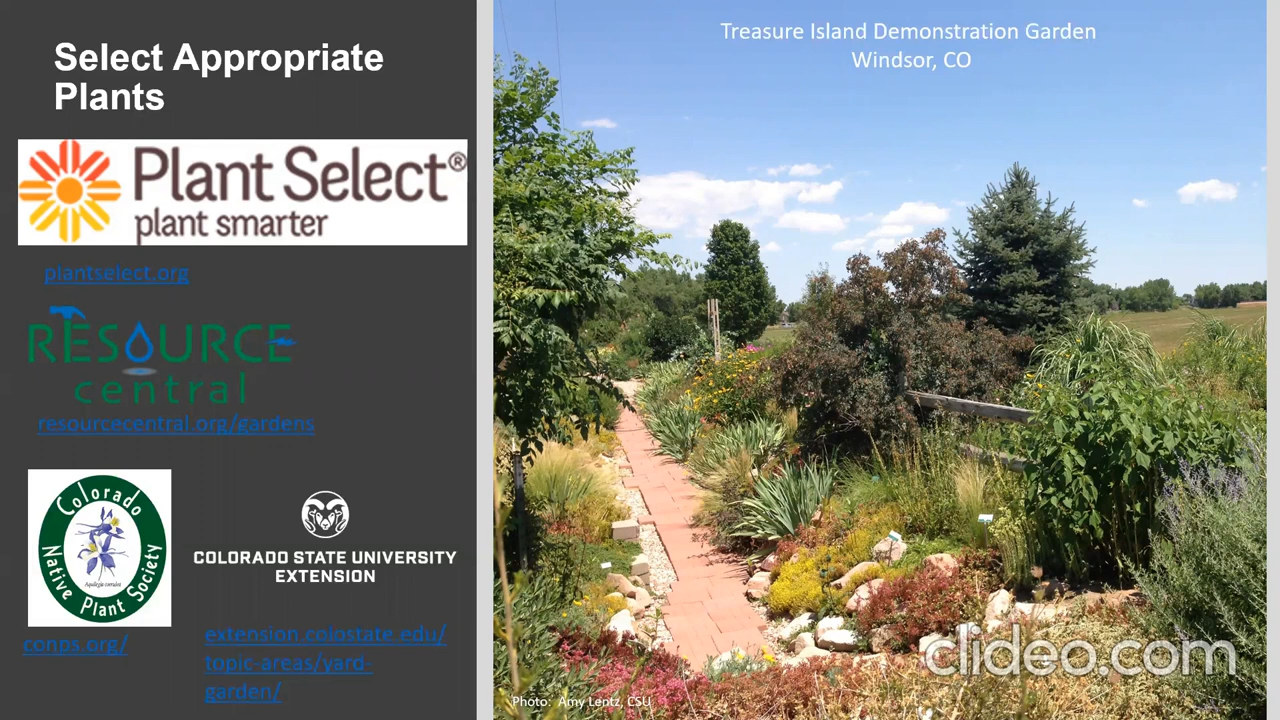 Select Appropriate
Plants
Plant Select®
plant smarter
plantselect.org
RESOURCE
central
resourcecentral.org/gardens
Colorado
Native Plant Society
Aquilegia coerulea
conps.org/
COLORADO STATE UNIVERSITY
EXTENSION
extension.colostate.edu/
topic-areas/yard-
garden/
Treasure Island Demonstration Garden
Windsor, CO
Photo: Amy Lentz, CSU
clideo.com